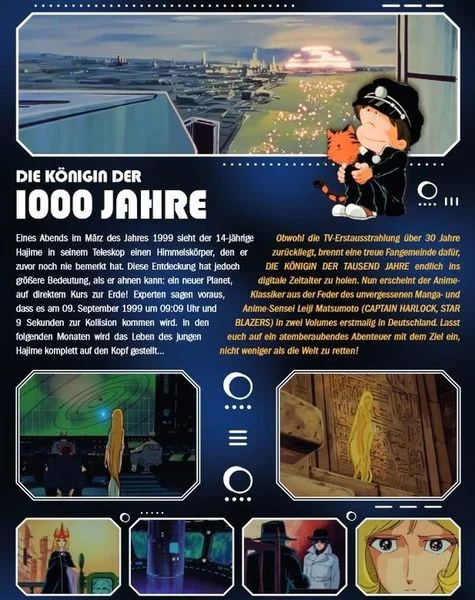 DIE KÖNIGIN DER
1000 JAHRE
Eines Abends im März des Jahres 1999 sieht der 14-jährige
Hajime in seinem Teleskop einen Himmelskörper, den er
zuvor noch nie bemerkt hat. Diese Entdeckung hat jedoch
größere Bedeutung, als er ahnen kann: ein neuer Planet,
auf direktem Kurs zur Erde! Experten sagen voraus,
dass es am 09. September 1999 um 09:09 Uhr und
9 Sekunden zur Kollision kommen wird. In den
folgenden Monaten wird das Leben des jungen
Hajime komplett auf den Kopf gestellt...
Obwohl die TV-Erstausstrahlung über 30 Jahre
zurückliegt, brennt eine treue Fangemeinde dafür,
DIE KÖNIGIN DER TAUSEND JAHRE endlich ins
digitale Zeitalter zu holen. Nun erscheint der Anime-
Klassiker aus der Feder des unvergessenen Manga- und
Anime-Sensei Leiji Matsumoto (CAPTAIN HARLOCK, STAR
BLAZERS) in zwei Volumes erstmalig in Deutschland. Lasst
euch auf ein atemberaubendes Abenteuer mit dem Ziel ein,
nicht weniger als die Welt zu retten!